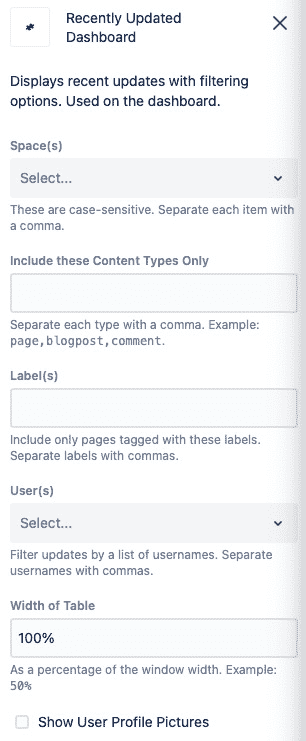 Recently Updated
Dashboard
Displays recent updates with filtering
options. Used on the dashboard.
Space(s)
Select...
These are case-sensitive. Separate each item with
a comma.
Include these Content Types Only
Separate each type with a comma. Example:
page,blogpost,comment.
Label(s)
Include only pages tagged with these labels.
Separate labels with commas.
User(s)
Select...
Filter updates by a list of usernames. Separate
usernames with commas.
Width of Table
100%
As a percentage of the window width. Example:
50%
Show User Profile Pictures